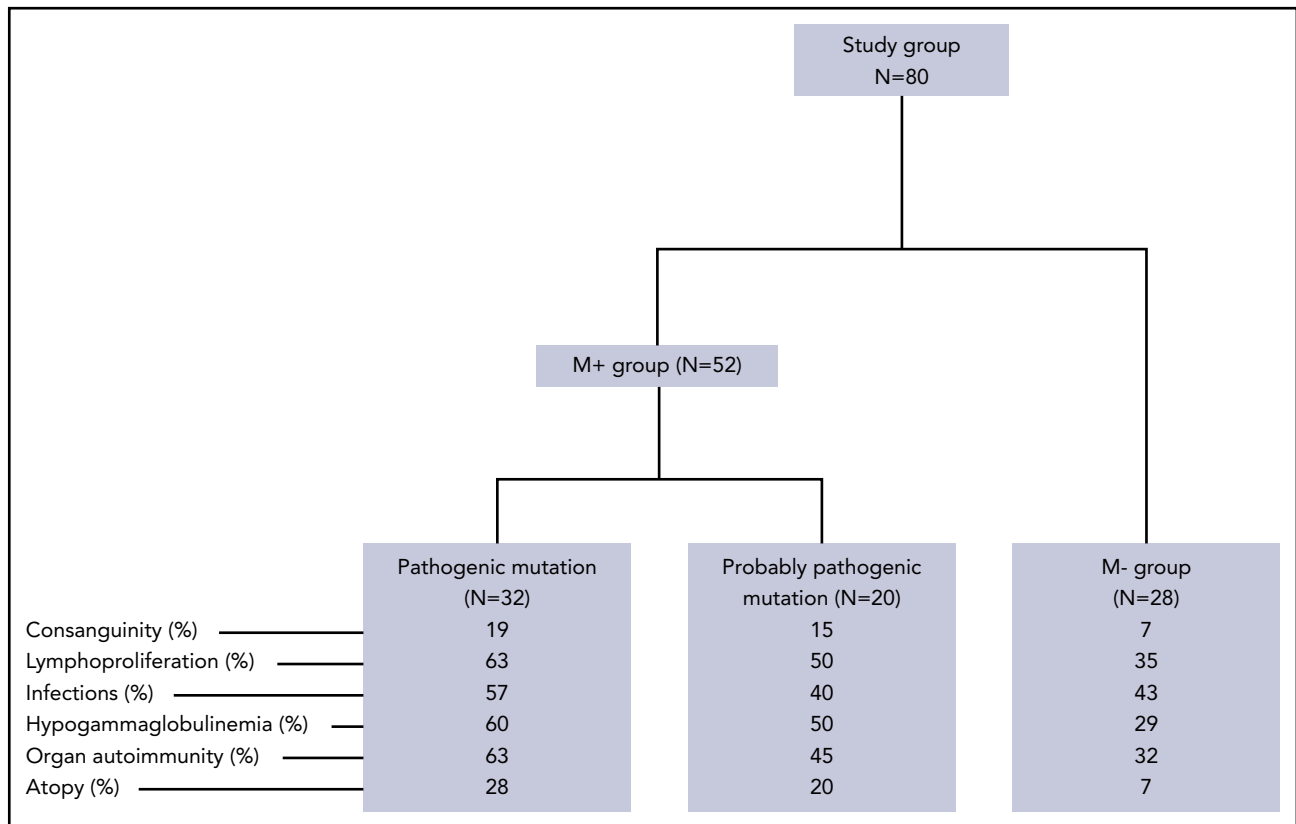 Study group
N=80
M+ group (N=52)
Pathogenic mutation
(N=32)
Probably pathogenic
mutation (N=20)
M- group
(N=28)
Consanguinity (%) 19 15 7
Lymphoproliferation (%) 63 50 35
Infections (%) 57 40 43
Hypogammaglobulinemia (%) 60 50 29
Organ autoimmunity (%) 63 45 32
Atopy (%) 28 20 7